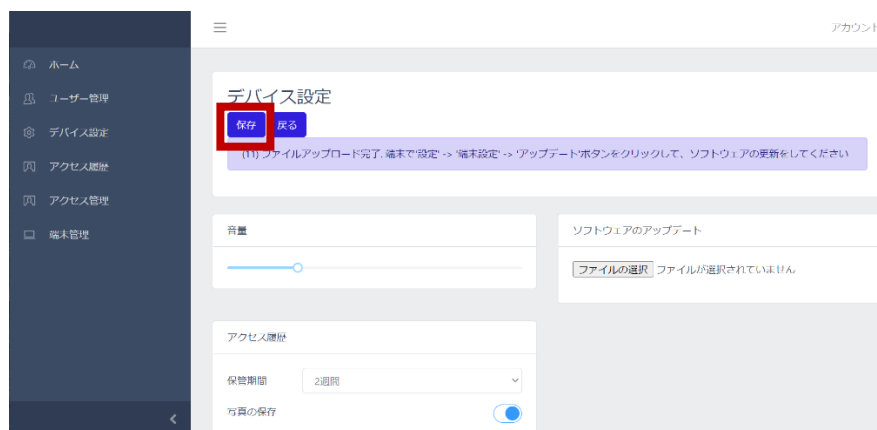 アカウント
ホーム
ユーザー管理
デバイス設定
アクセス履歴
アクセス管理
端末管理
デバイス設定
保存 戻る
(11) ファイルアップロード完了. 端末で'設定' -> '端末設定' -> 'アップデート'ボタンをクリックして、ソフトウェアの更新をしてください
音量
ソフトウェアのアップデート
ファイルの選択 ファイルが選択されていません
アクセス履歴
保管期間 2週間
写真の保存